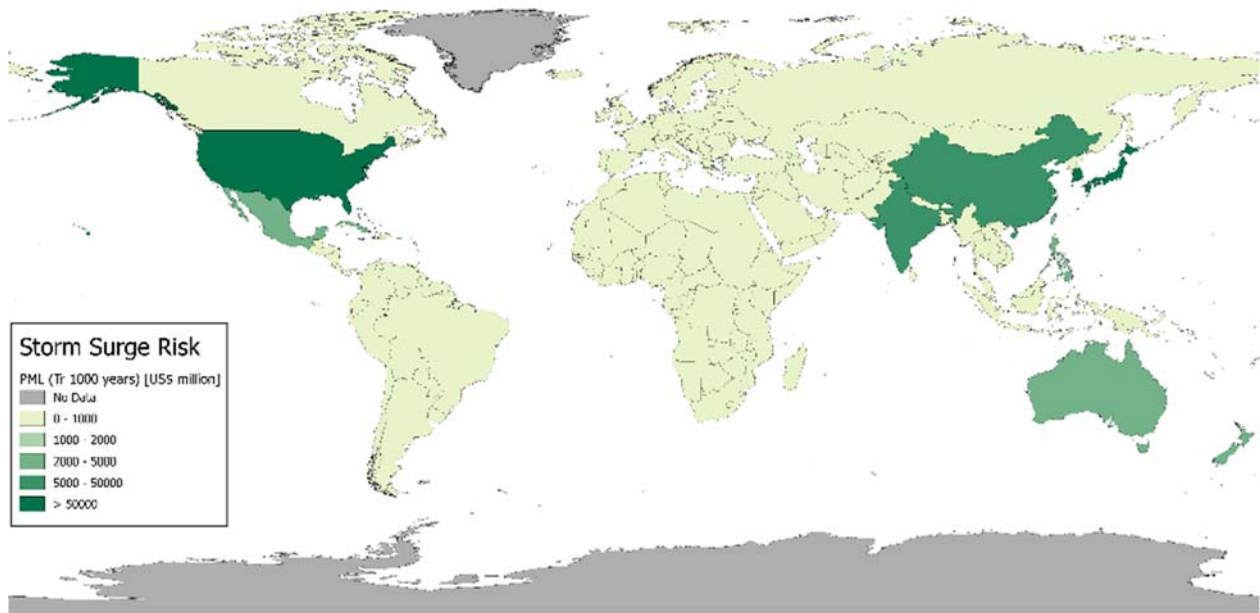 Storm Surge Risk
PML (Tr 1000 years) [US$ million]
No Data
0 - 1000
1000 - 2000
2000 - 5000
5000 - 50000
> 50000